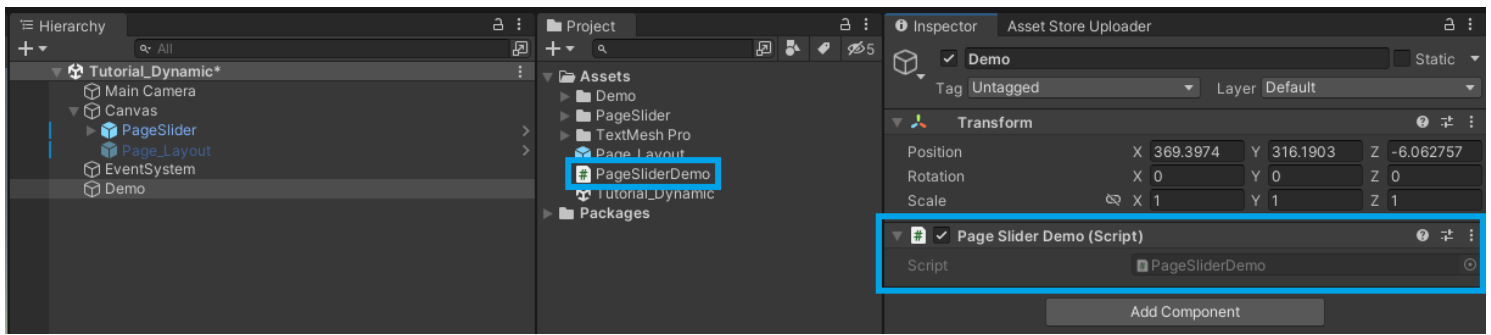 Hierarchy
All
Tutorial_Dynamic*
Main Camera
Canvas
PageSlider
Page_Layout
EventSystem
Demo
Project
5
Assets
Demo
PageSlider
TextMesh Pro
Page_Layout
# PageSliderDemo
Tutorial_Dynamic
Packages
Inspector Asset Store Uploader
Demo Static
Tag Untagged Layer Default
Transform
Position X 369.3974 Y 316.1903 Z -6.062757
Rotation X 0 Y 0 Z 0
Scale X 1 Y 1 Z 1
# Page Slider Demo (Script)
Script PageSliderDemo
Add Component